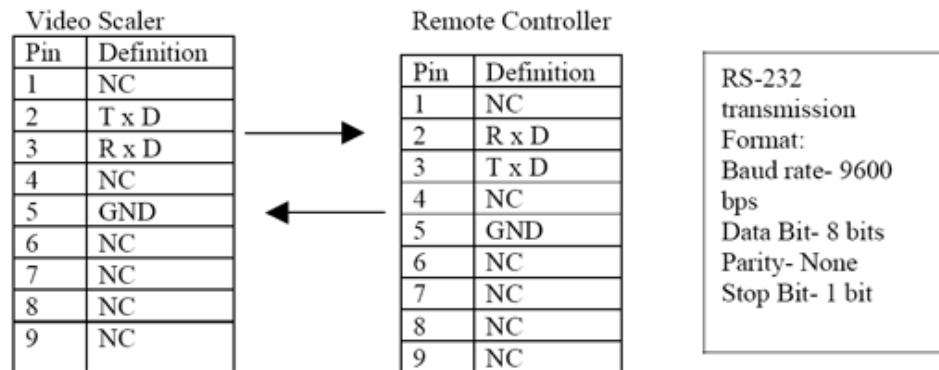 Video Scaler
Pin Definition
1 NC
2 T x D
3 R x D
4 NC
5 GND
6 NC
7 NC
8 NC
9 NC
Remote Controller
Pin Definition
1 NC
2 R x D
3 T x D
4 NC
5 GND
6 NC
7 NC
8 NC
9 NC
RS-232
transmission
Format:
Baud rate- 9600
bps
Data Bit- 8 bits
Parity- None
Stop Bit- 1 bit